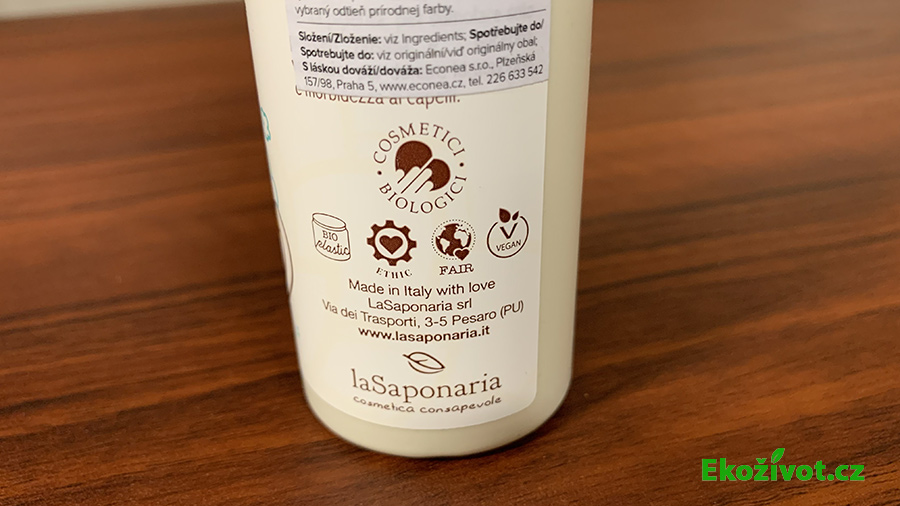 vybraný odtieň prírodnej farby.
Složení/Zloženie: viz Ingredients; Spotřebujte do/
Spotrebujte do: viz originální/viď originálny obal;
S láskou dováží/dováža: Econea s.r.o., Plzeňská
157/98, Praha 5, www.econea.cz, tel. 226 633 542
e morbidezza ai capelli.
COSMETICI
BIOLOGICI
BIO
plastic
ETHIC
FAIR
V
VEGAN
Made in Italy with love
LaSaponaria srl
Via dei Trasporti, 3-5 Pesaro (PU)
www.lasaponaria.it
laSaponaria
cosmetica consapevole
Ekoživot.cz